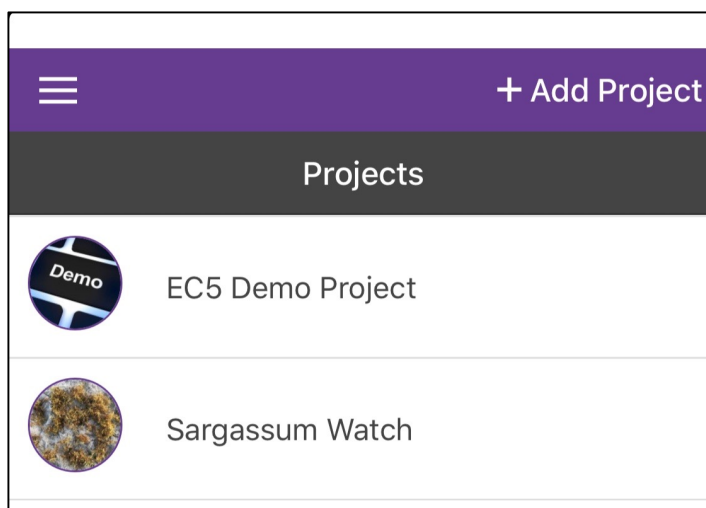 + Add Project
Projects
Demo
EC5 Demo Project
Sargassum Watch